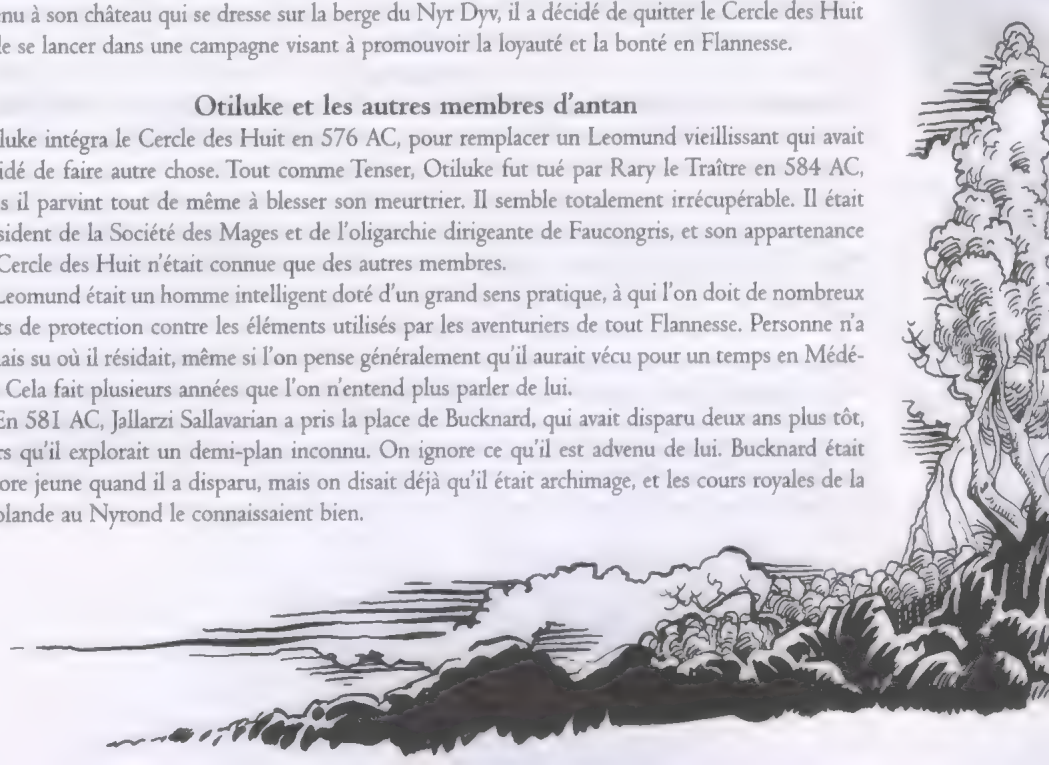 nu à son château qui se dresse sur la berge du Nyr Dyv, il a décidé de quitter le Cercle des Huit
le se lancer dans une campagne visant à promouvoir la loyauté et la bonté en Flannesse.
Otiluke et les autres membres d'antan
luke intégra le Cercle des Huit en 576 AC, pour remplacer un Leomund vieillissant qui avait
idé de faire autre chose. Tout comme Tenser, Otiluke fut tué par Rary le Traître en 584 AC,
s il parvint tout de même à blesser son meurtrier. Il semble totalement irrécupérable. Il était
sident de la Société des Mages et de l'oligarchie dirigeante de Faucongris, et son appartenance
Cercle des Huit n'était connue que des autres membres.
Leomund était un homme intelligent doté d'un grand sens pratique, à qui l'on doit de nombreux
ts de protection contre les éléments utilisés par les aventuriers de tout Flannesse. Personne n'a
ais su où il résidait, même si l'on pense généralement qu'il aurait vécu pour un temps en Médé-
Cela fait plusieurs années que l'on n'entend plus parler de lui.
En 581 AC, Jallarzi Sallavarian a pris la place de Bucknard, qui avait disparu deux ans plus tôt,
rs qu'il explorait un demi-plan inconnu. On ignore ce qu'il est advenu de lui. Bucknard était
ore jeune quand il a disparu, mais on disait déjà qu'il était archimage, et les cours royales de la
olande au Nyrond le connaissaient bien.